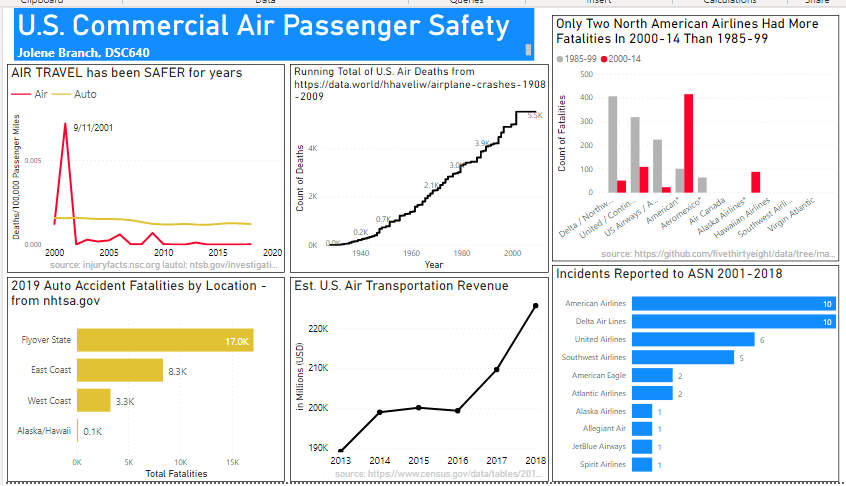 Clipboard
Data
Queries
Insert
Calculations
Share
U.S. Commercial Air Passenger Safety
Jolene Branch, DSC640
AIR TRAVEL has been SAFER for years
Air
Auto
Deaths/100,000 Passenger Miles
9/11/2001
0.005
0.000
2000
2005
2010
2015
2020
source: injuryfacts.nsc.org (auto); ntsb.gov/investigati...
Running Total of U.S. Air Deaths from
https://data.world/hhaveliw/airplane-crashes-1908
-2009
Count of Deaths
4K
2K
0K
0.0K
0.2K
0.7K
2.1K
3.0K
3.9K
5.5K
1940
1960
1980
2000
Year
Only Two North American Airlines Had More
Fatalities In 2000-14 Than 1985-99
1985-99
2000-14
Count of Fatalities
500
400
300
200
100
0
Delta / Northw...
United / Contin...
US Airways / A...
American*
Aeromexico*
Air Canada
Alaska Airlines*
Hawaiian Airlines
Southwest Airli...
Virgin Atlantic
source: https://github.com/fivethirtyeight/data/tree/ma...
2019 Auto Accident Fatalities by Location -
from nhtsa.gov
Flyover State
17.0K
East Coast
8.3K
West Coast
3.3K
Alaska/Hawaii
0.1K
0K
5K
10K
15K
Total Fatalities
Est. U.S. Air Transportation Revenue
in Millions (USD)
220K
210K
200K
190K
2013
2014
2015
2016
2017
2018
source: https://www.census.gov/data/tables/201...
Incidents Reported to ASN 2001-2018
American Airlines
10
Delta Air Lines
10
United Airlines
6
Southwest Airlines
5
American Eagle
2
Atlantic Airlines
2
Alaska Airlines
1
Allegiant Air
1
JetBlue Airways
1
Spirit Airlines
1